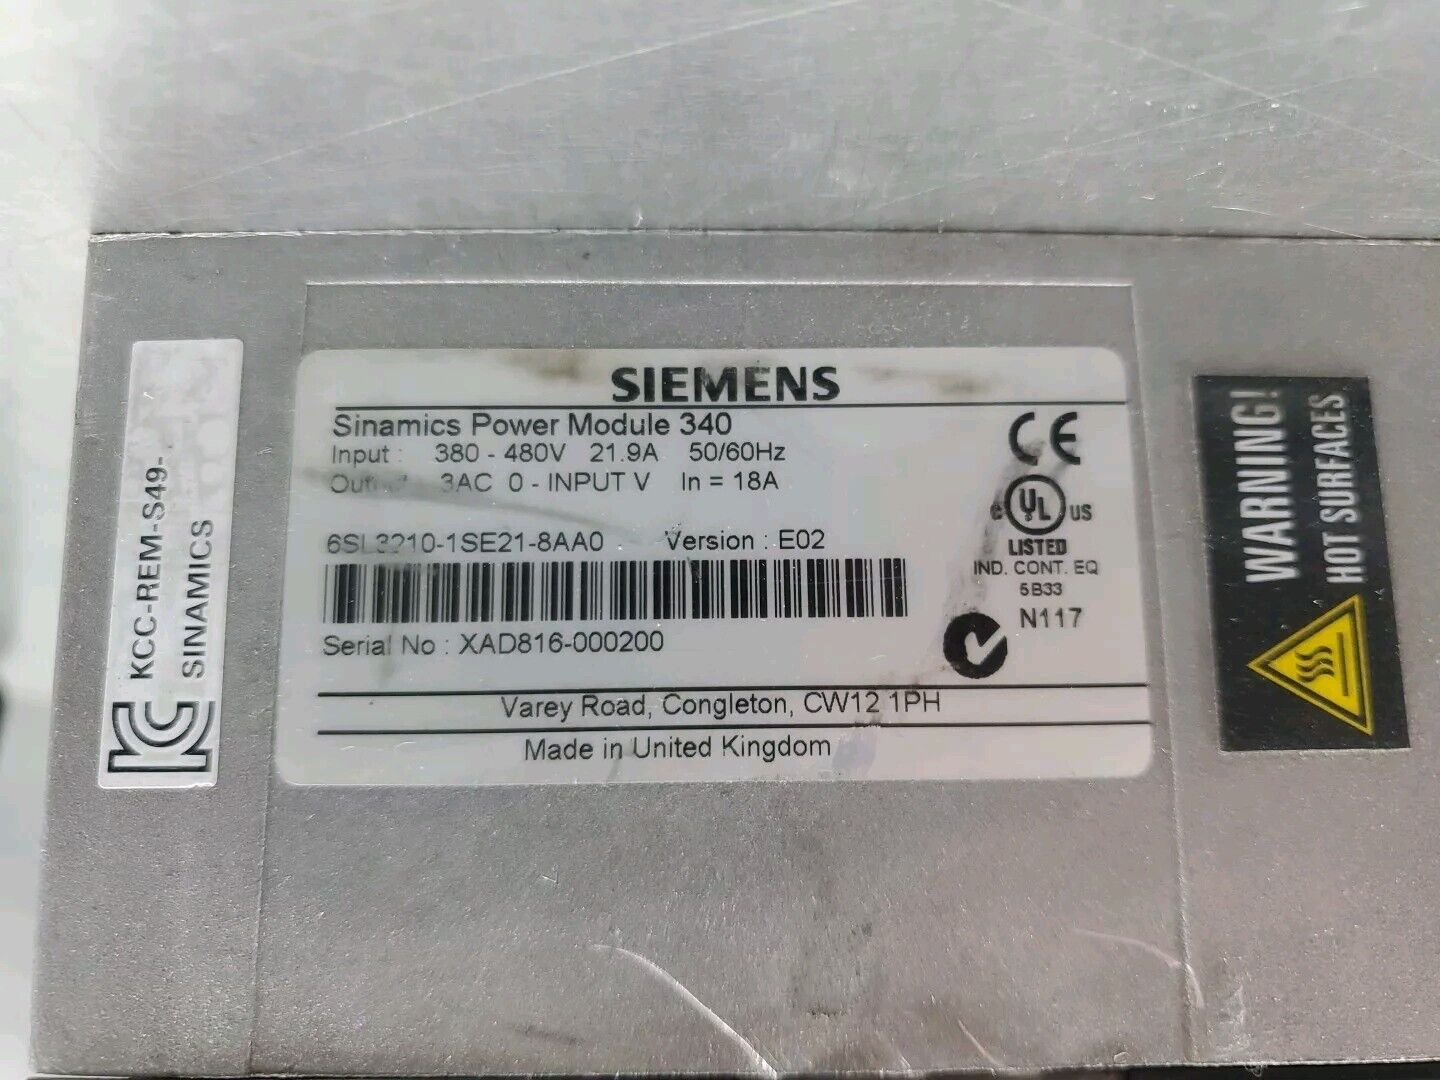 SIEMENS
Sinamics Power Module 340
Input : 380 - 480V 21.9A 50/60Hz
3AC 0 - INPUT V In = 18A
6SL3210-1SE21-8AA0 Version : E02
Serial No : XAD816-000200
Varey Road, Congleton, CW12 1PH
Made in United Kingdom
CE
c UL US
LISTED
IND. CONT. EQ
5B33
N117
KCC-REM-S49-
SINAMICS
WARNING!
HOT SURFACES